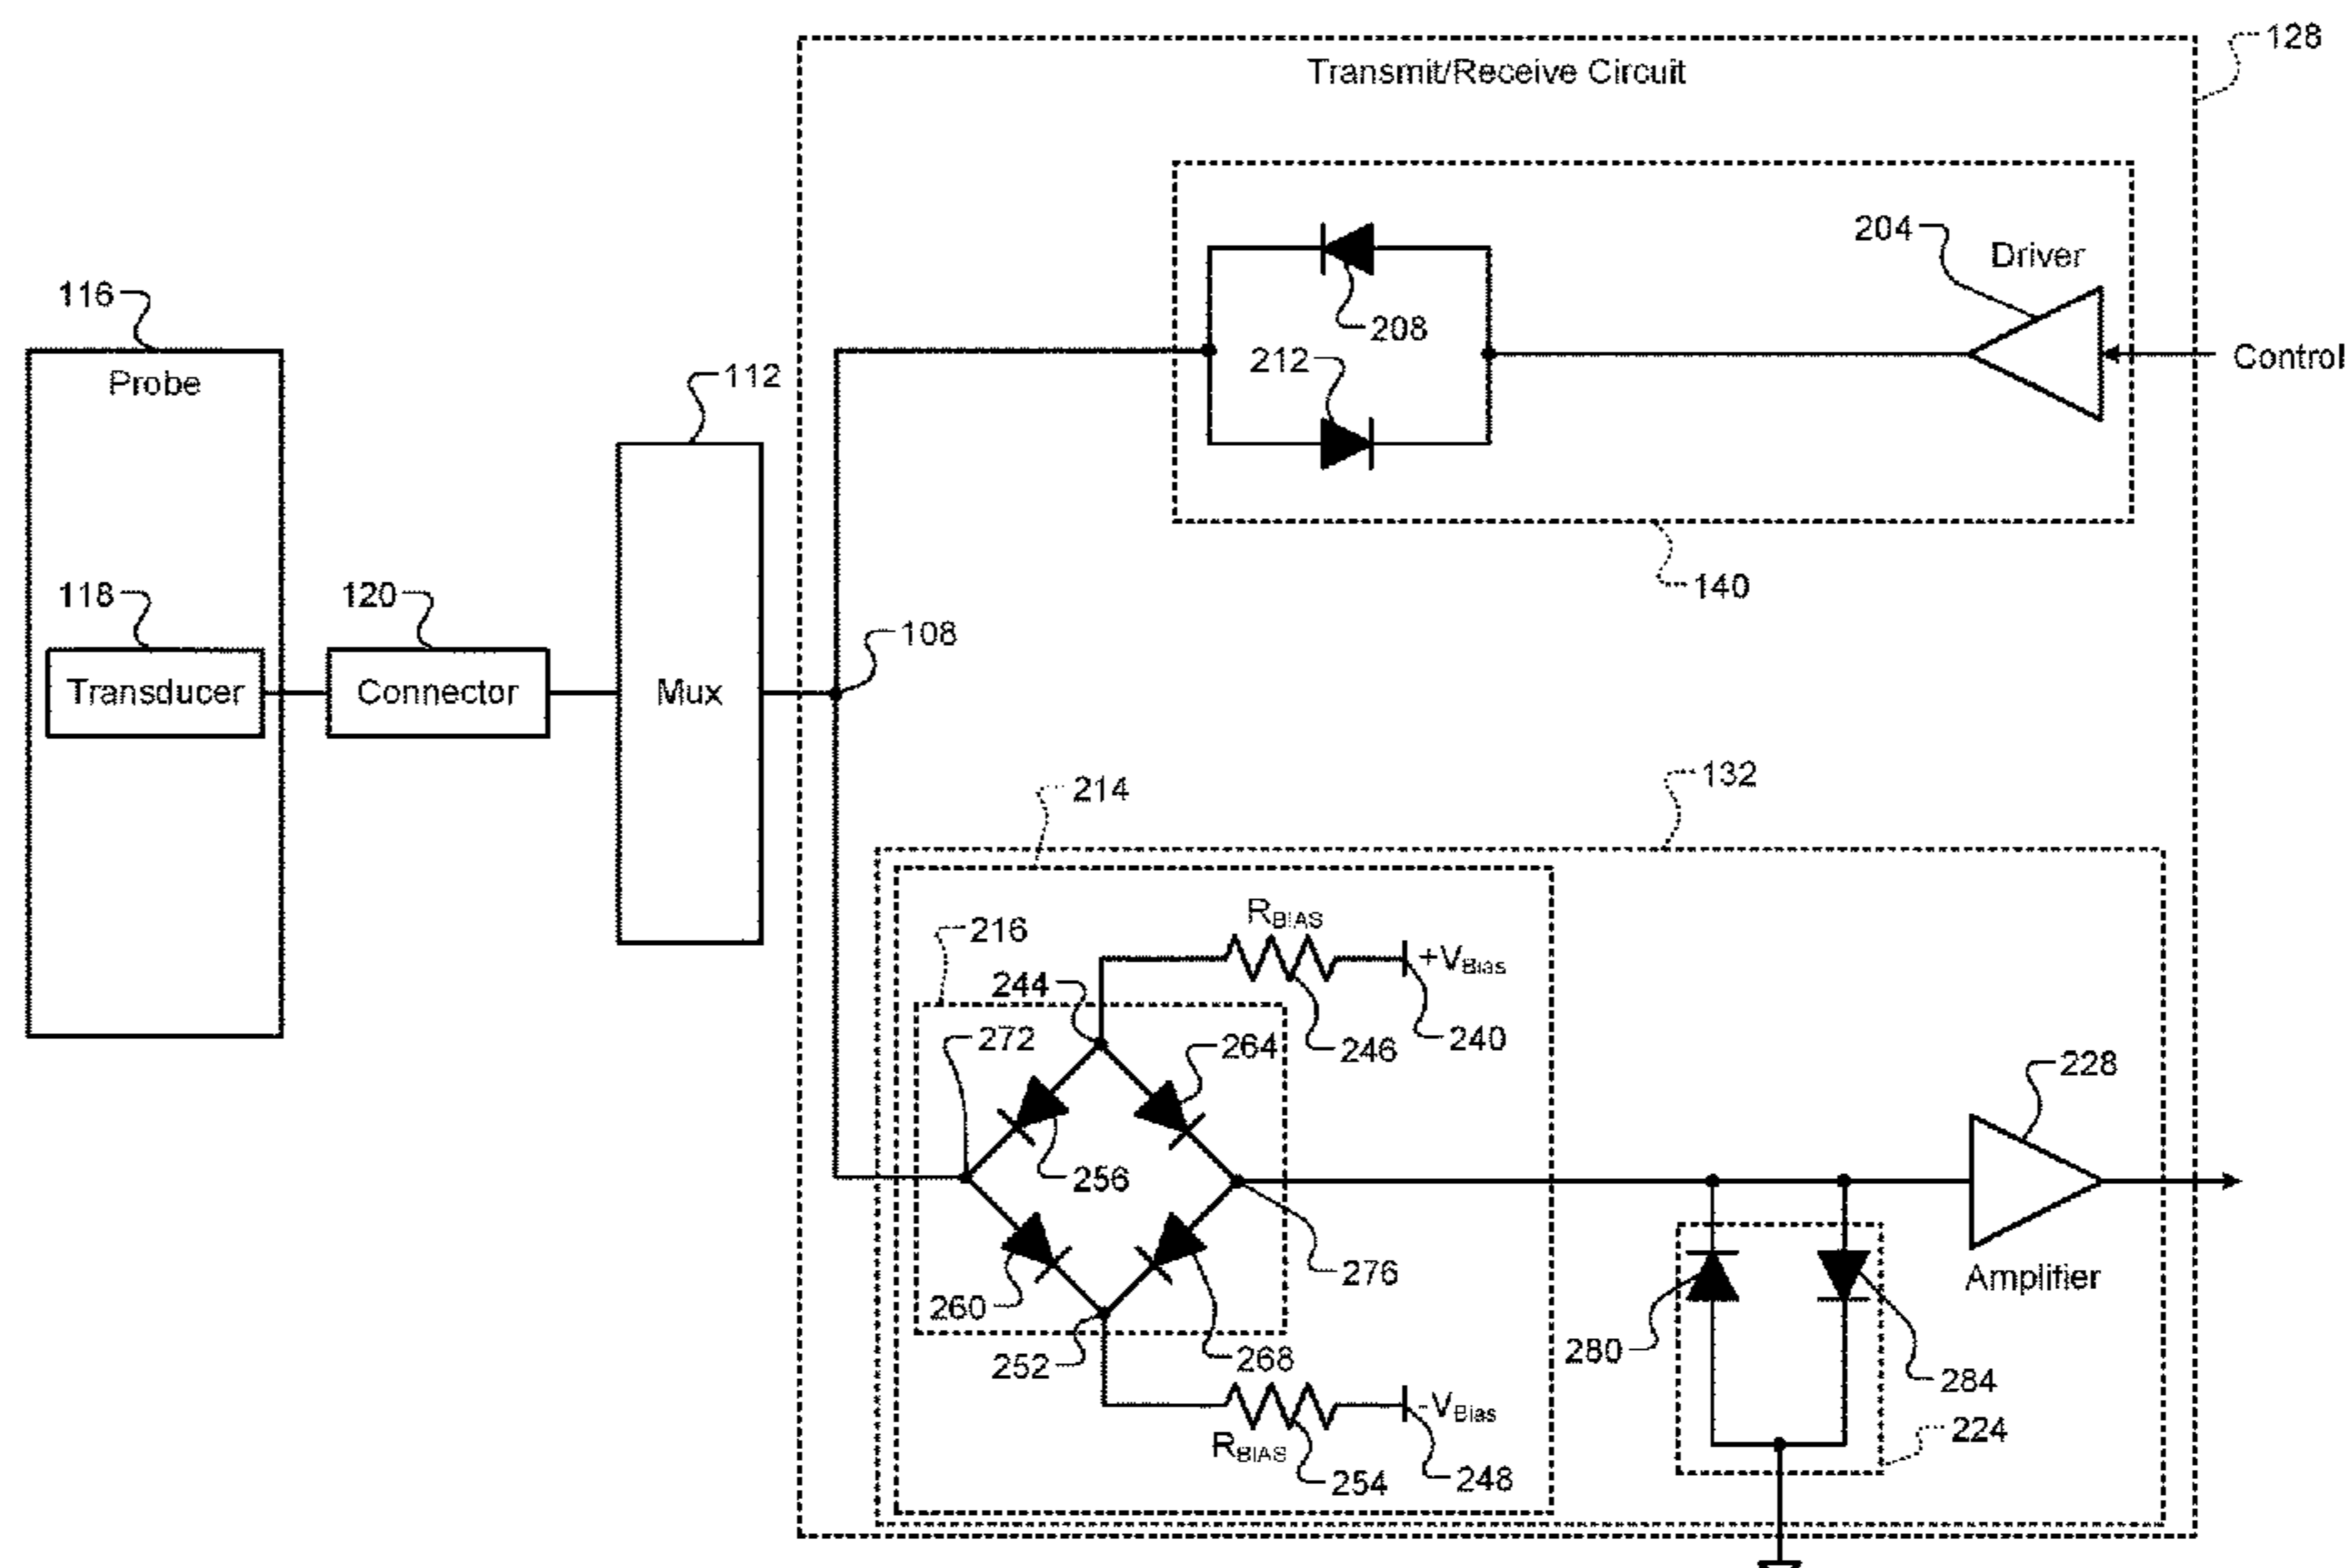 128
Transmit/Receive Circuit
204
Driver
116
208
Control
212
Probe
112
140
118
120
108
Transducer
Connector
Mux
132
214
RBIAS
216
+VBias
244
272
264
246
240
228
256
276
Amplifier
260
280
252
268
284
-VBias
224
RBIAS
254
248